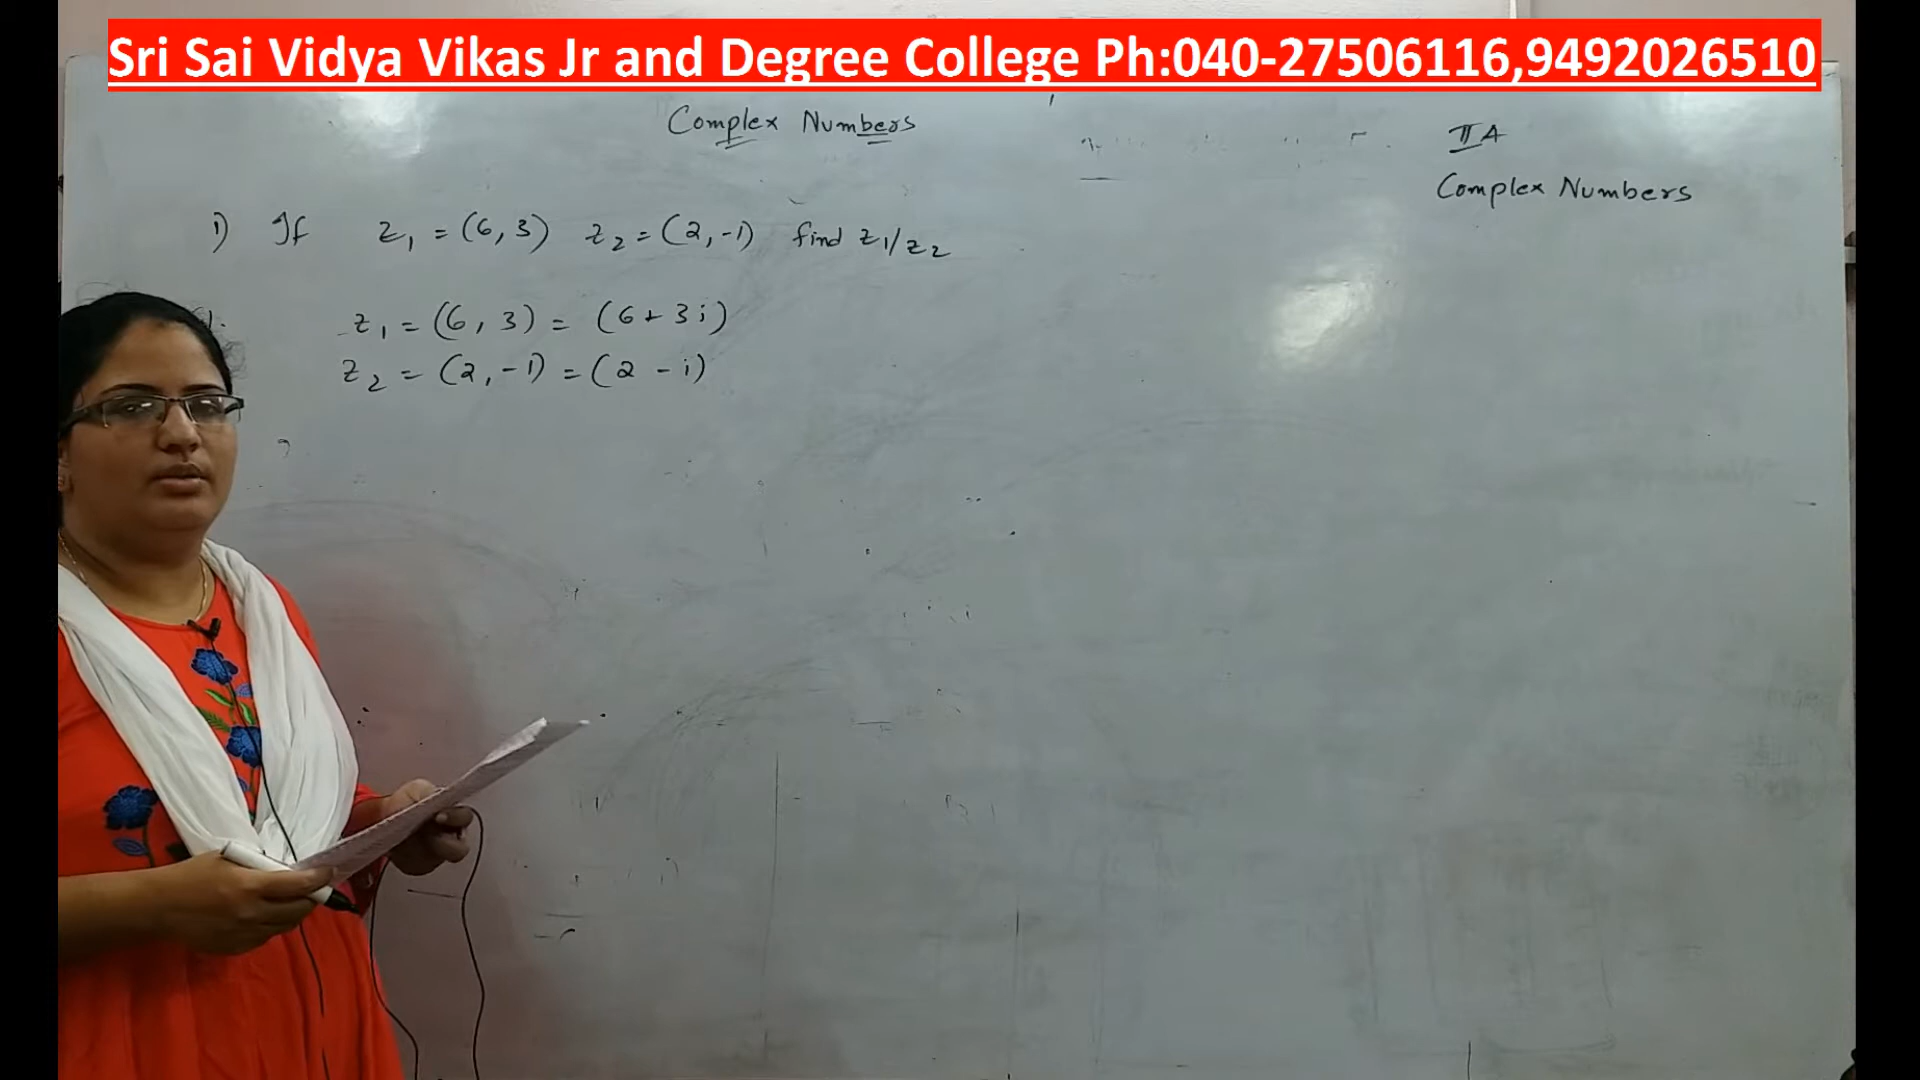 Sri Sai Vidya Vikas Jr and Degree College Ph:040-27506116,9492026510
Complex Numbers
II A
Complex Numbers
1) If z₁ = (6, 3) z₂ = (2, -1) find z₁/z₂
z₁ = (6, 3) = (6 + 3i)
z₂ = (2, -1) = (2 - i)